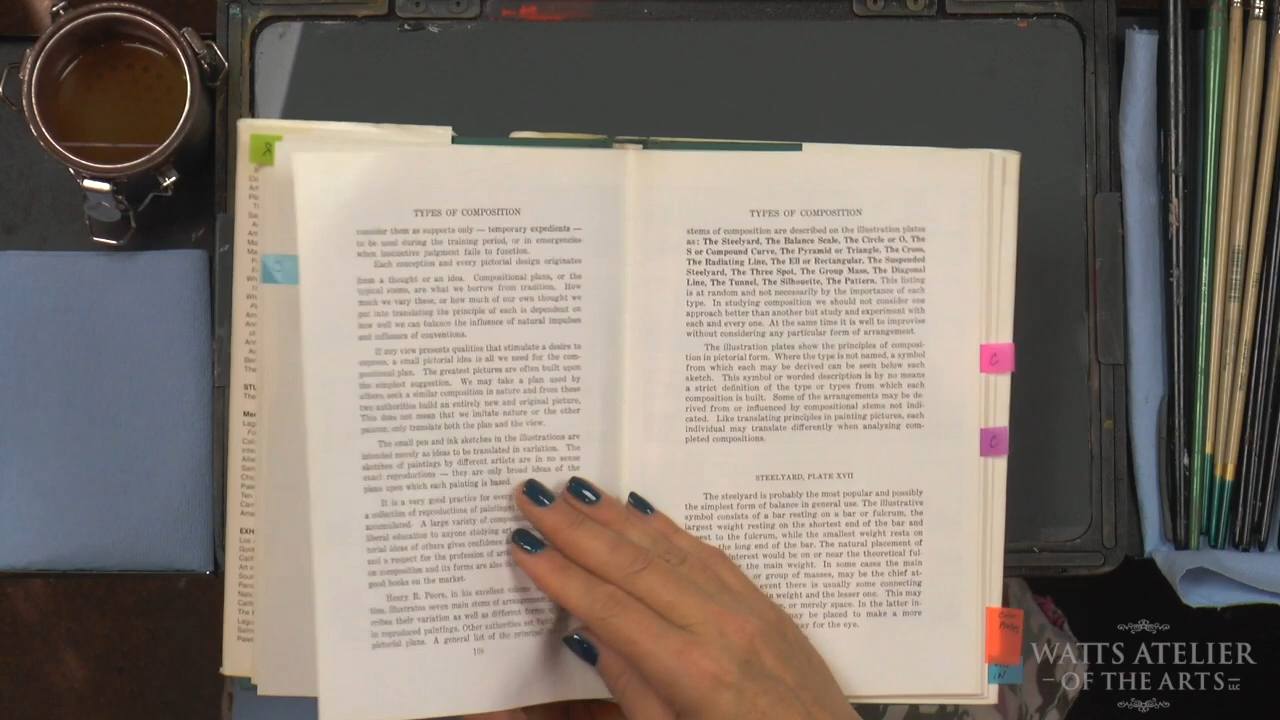 TYPES OF COMPOSITION
consider them as supports only — temporary expedients —
to be used during the training period, or in emergencies
when instinctive judgment fails to function.
Each conception and every pictorial design originates
from a thought or an idea. Compositional plans, or the
typical stems, are what we borrow from tradition. How
much we vary these, or how much of our own thought we
put into translating the principle of each is dependent on
how well we can balance the influence of natural impulses
and influence of conventions.
If any view presents qualities that stimulate a desire to
express, a small pictorial idea is all we need for the com-
positional plan. The greatest pictures are often built upon
the simplest suggestion. We may take a plan used by
others, seek a similar composition in nature and from these
two authorities build an entirely new and original picture,
This does not mean that we imitate nature or the other
painter, only translate both the plan and the view.
The small pen and ink sketches in the illustrations are
intended merely as ideas to be translated in variation. The
sketches of paintings by different artists are in no sense
exact reproductions — they are only broad ideas of the
plans upon which each painting is based.
It is a very good practice for every
a collection of reproductions of paintings
accumulated. A large variety of
liberal education to anyone studying art
torial ideas of others gives confidence
and a respect for the profession of
on composition and its forms are also
good books on the market.
Henry R. Poore, in his excellent volume
tion, illustrates seven main stems of
cribes their variation as well as different forms
in reproduced paintings. Other authorities set
pictorial plans. A general list of the principal
108
TYPES OF COMPOSITION
stems of composition are described on the illustration plates
as: The Steelyard, The Balance Scale, The Circle or O, The
S or Compound Curve, The Pyramid or Triangle, The Cross,
The Radiating Line, The Ell or Rectangular, The Suspended
Steelyard, The Three Spot, The Group Mass, The Diagonal
Line, The Tunnel, The Silhouette, The Pattern. This listing
is at random and not necessarily by the importance of each
type. In studying composition we should not consider one
approach better than another but study and experiment with
each and every one. At the same time it is well to improvise
without considering any particular form of arrangement.
The illustration plates show the principles of composi-
tion in pictorial form. Where the type is not named, a symbol
from which each may be derived can be seen below each
sketch. This symbol or worded description is by no means
a strict definition of the type or types from which each
composition is built. Some of the arrangements may be de-
rived from or influenced by compositional stems not indi-
cated. Like translating principles in painting pictures, each
individual may translate differently when analyzing com-
pleted compositions.
STEELYARD, PLATE XVII
The steelyard is probably the most popular and possibly
the simplest form of balance in general use. The illustrative
symbol consists of a bar resting on a bar or fulcrum, the
largest weight resting on the shortest end of the bar and
est to the fulcrum, while the smallest weight rests on
the long end of the bar. The natural placement of
interest would be on or near the theoretical ful-
the main weight. In some cases the main
or group of masses, may be the chief at-
event there is usually some connecting
in weight and the lesser one. This may
, or merely space. In the latter in-
may be placed to make a more
way for the eye.
C
C
WATTS ATELIER
OF THE ARTS LLC